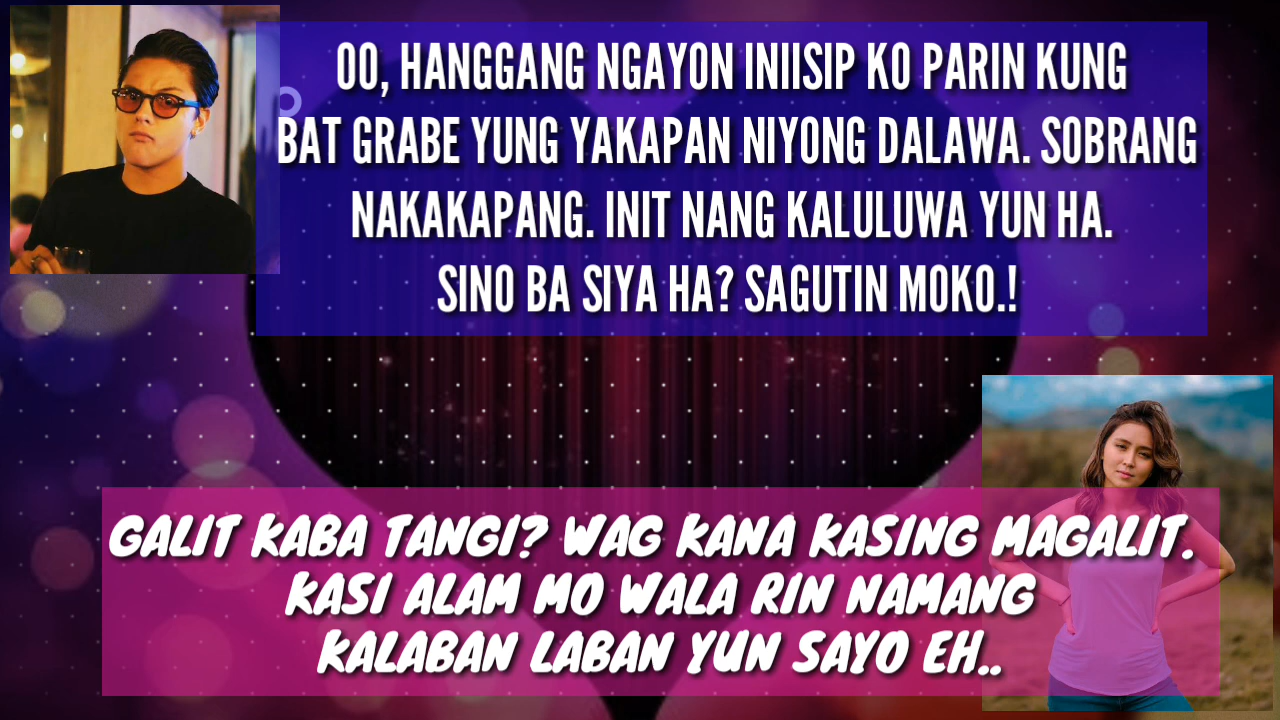 OO, HANGGANG NGAYON INIISIP KO PARIN KUNG
BAT GRABE YUNG YAKAPAN NIYONG DALAWA. SOBRANG
NAKAKAPANG. INIT NANG KALULUWA YUN HA.
SINO BA SIYA HA? SAGUTIN MOKO.!
GALIT KABA TANGI? WAG KANA KASING MAGALIT.
KASI ALAM MO WALA RIN NAMANG
KALABAN LABAN YUN SAYO EH..